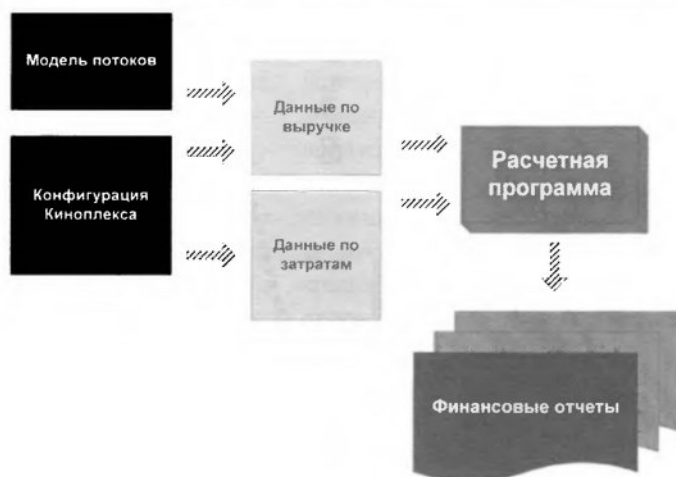 Модель потоков
Данные по
выручке
Расчетная
программа
Конфигурация
Киноплекса
Данные по
затратам
Финансовые отчеты